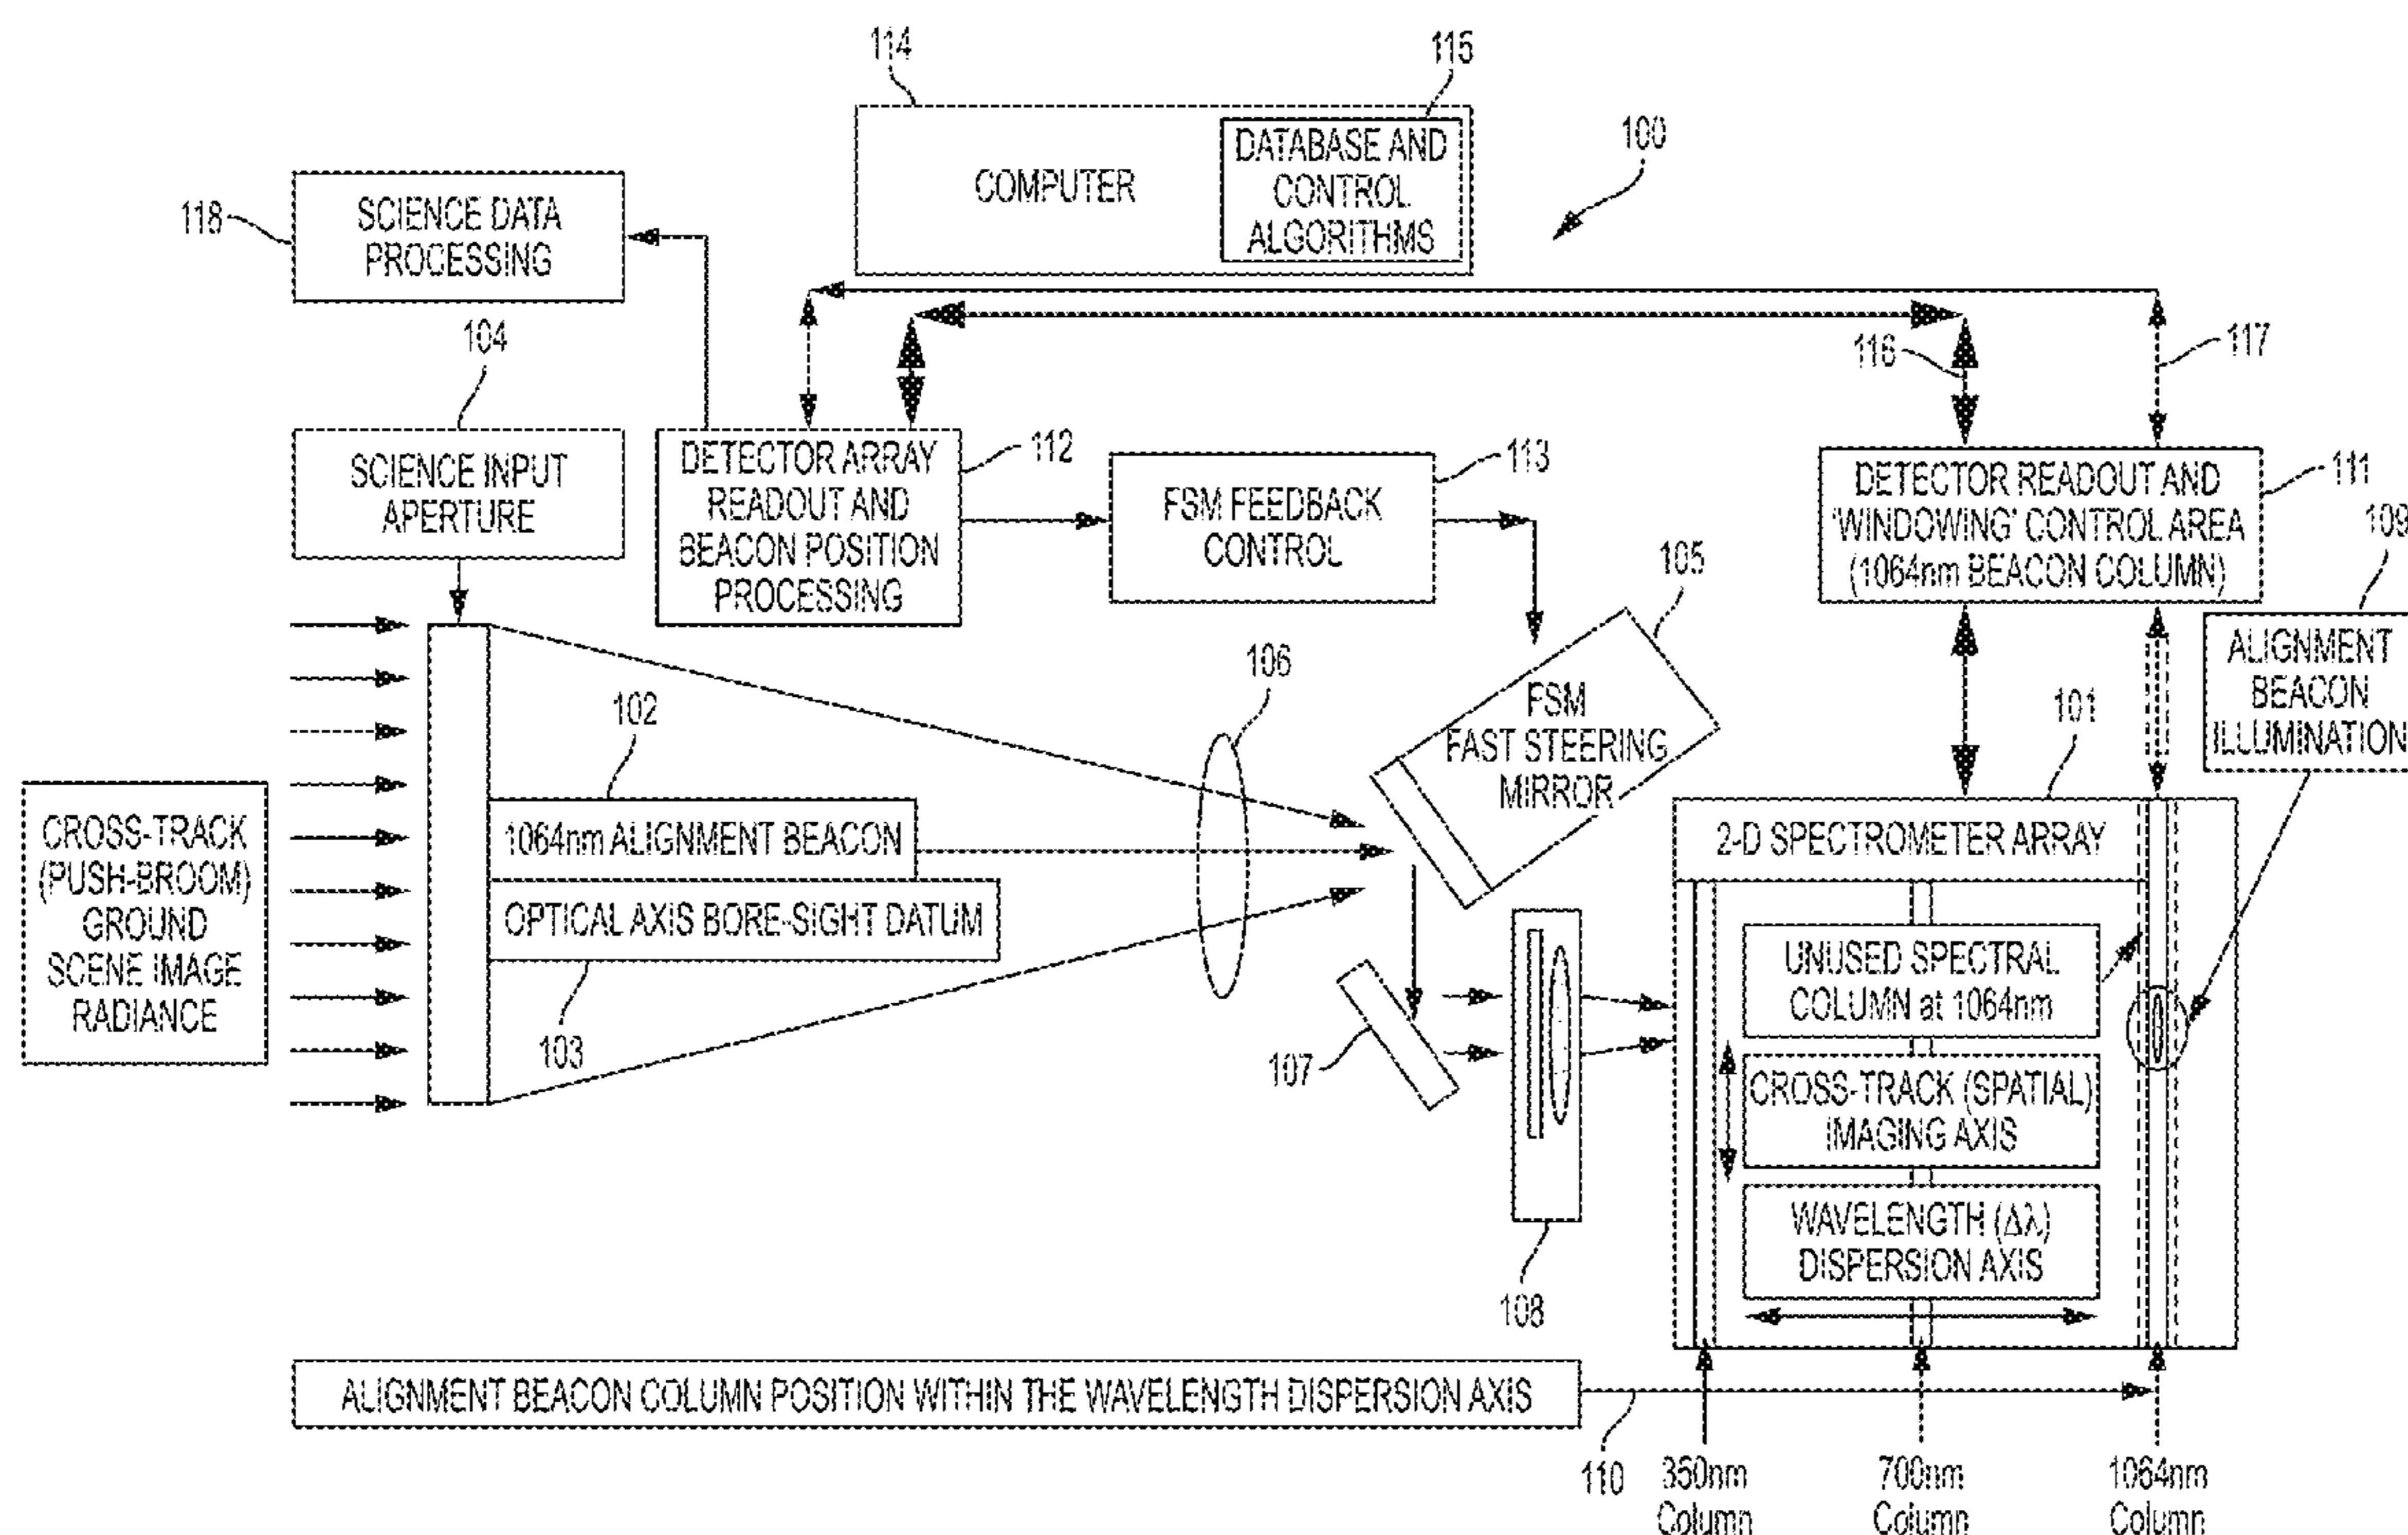 114
115
100
COMPUTER
DATABASE AND
CONTROL
ALGORITHMS
118
SCIENCE DATA
PROCESSING
104
116
117
SCIENCE INPUT
APERTURE
DETECTOR ARRAY
READOUT AND
BEACON POSITION
PROCESSING
112
FSM FEEDBACK
CONTROL
113
DETECTOR READOUT AND
'WINDOWING' CONTROL AREA
(1064nm BEACON COLUMN)
111
109
ALIGNMENT
BEACON
ILLUMINATION
105
106
FSM
FAST STEERING
MIRROR
101
102
CROSS-TRACK
(PUSH-BROOM)
GROUND
SCENE IMAGE
RADIANCE
1064nm ALIGNMENT BEACON
OPTICAL AXIS BORE-SIGHT DATUM
103
107
108
2-D SPECTROMETER ARRAY
UNUSED SPECTRAL
COLUMN at 1064nm
CROSS-TRACK (SPATIAL)
IMAGING AXIS
WAVELENGTH (Δλ)
DISPERSION AXIS
ALIGNMENT BEACON COLUMN POSITION WITHIN THE WAVELENGTH DISPERSION AXIS
110
350nm
Column
700nm
Column
1064nm
Column